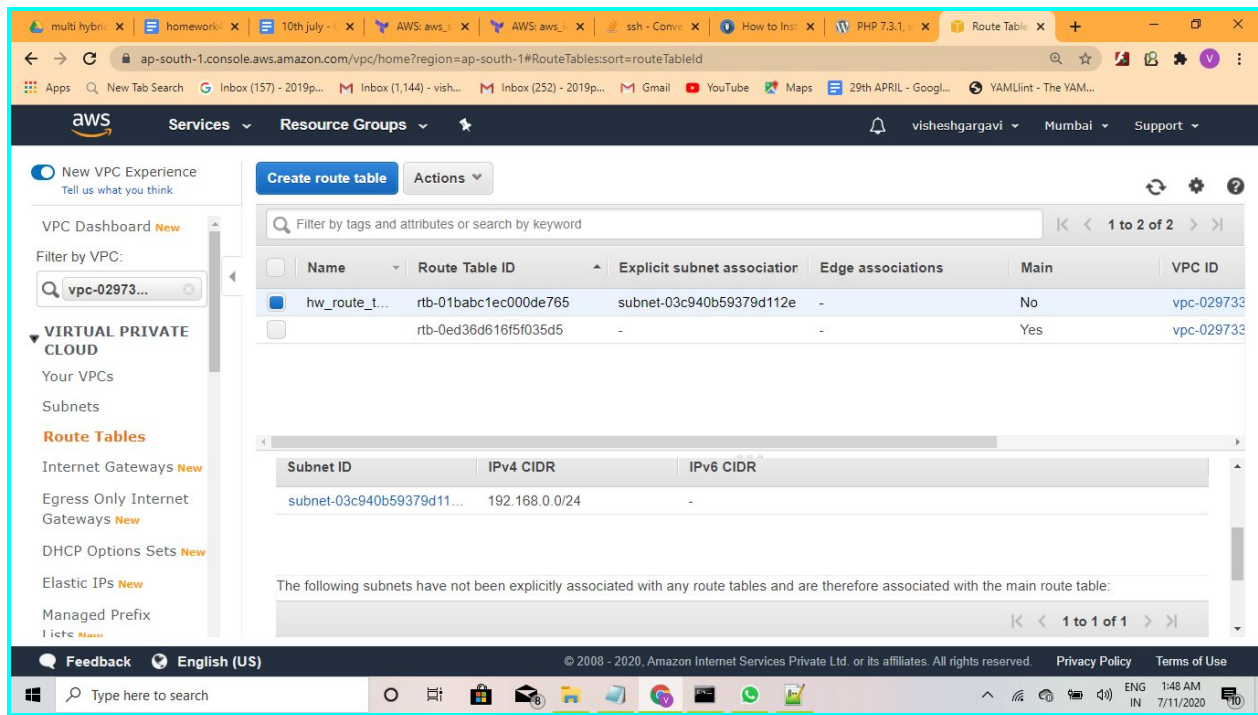 multi hybri
homework-
10th july - C
AWS: aws_s
AWS: aws_i
ssh - Conve
How to Inst
PHP 7.3.1, v
Route Table
ap-south-1.console.aws.amazon.com/vpc/home?region=ap-south-1#RouteTables:sort=routeTableId
V
Apps New Tab Search Inbox (157) - 2019p... Inbox (1,144) - vish... Inbox (252) - 2019p... Gmail YouTube Maps 29th APRIL - Googl... YAMLlint - The YAM...
aws Services Resource Groups visheshgargavi Mumbai Support
New VPC Experience
Tell us what you think
Create route table Actions
VPC Dashboard New
Filter by VPC:
vpc-02973...
VIRTUAL PRIVATE
CLOUD
Your VPCs
Subnets
Route Tables
Internet Gateways New
Egress Only Internet
Gateways New
DHCP Options Sets New
Elastic IPs New
Managed Prefix
Lists New
Filter by tags and attributes or search by keyword
1 to 2 of 2
Name Route Table ID Explicit subnet association Edge associations Main VPC ID
hw_route_t... rtb-01babc1ec000de765 subnet-03c940b59379d112e - No vpc-029733
rtb-0ed36d616f5f035d5 - - Yes vpc-029733
Subnet ID IPv4 CIDR IPv6 CIDR
subnet-03c940b59379d11... 192.168.0.0/24 -
The following subnets have not been explicitly associated with any route tables and are therefore associated with the main route table:
1 to 1 of 1
Feedback English (US) © 2008 - 2020, Amazon Internet Services Private Ltd. or its affiliates. All rights reserved. Privacy Policy Terms of Use
Type here to search
8
ENG
IN
1:48 AM
7/11/2020
10